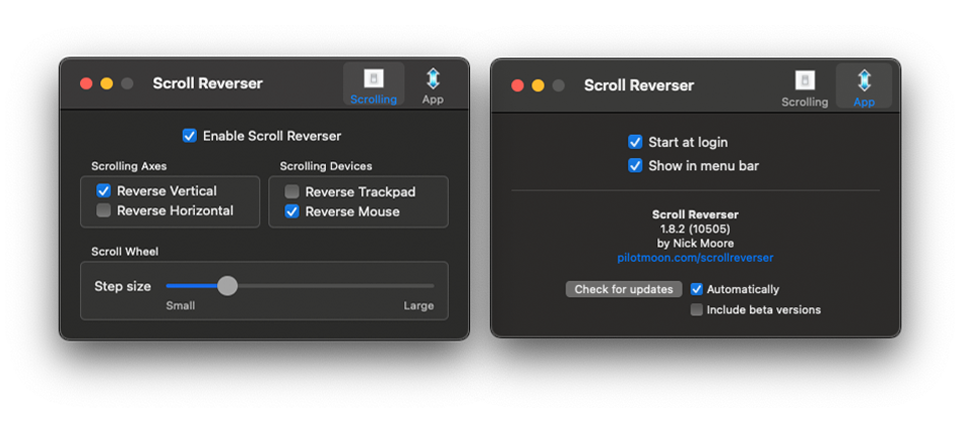 Scroll Reverser
Scrolling
App
Enable Scroll Reverser
Scrolling Axes
Reverse Vertical
Reverse Horizontal
Scrolling Devices
Reverse Trackpad
Reverse Mouse
Scroll Wheel
Step size
Small
Large
Scroll Reverser
Scrolling
App
Start at login
Show in menu bar
Scroll Reverser
1.8.2 (10505)
by Nick Moore
pilotmoon.com/scrollreverser
Check for updates
Automatically
Include beta versions